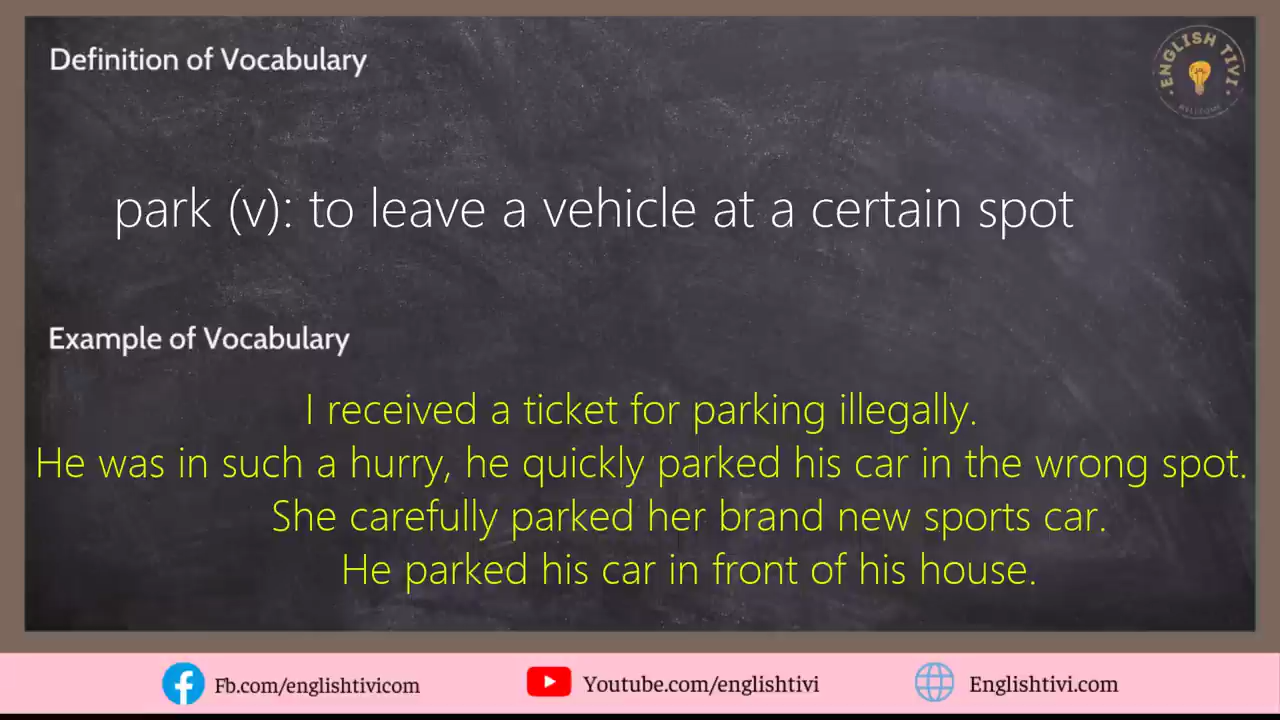 Definition of Vocabulary
ENGLISH TIVI
WELCOME
park (v): to leave a vehicle at a certain spot
Example of Vocabulary
I received a ticket for parking illegally.
He was in such a hurry, he quickly parked his car in the wrong spot.
She carefully parked her brand new sports car.
He parked his car in front of his house.
Fb.com/englishtivicom
Youtube.com/englishtivi
Englishtivi.com